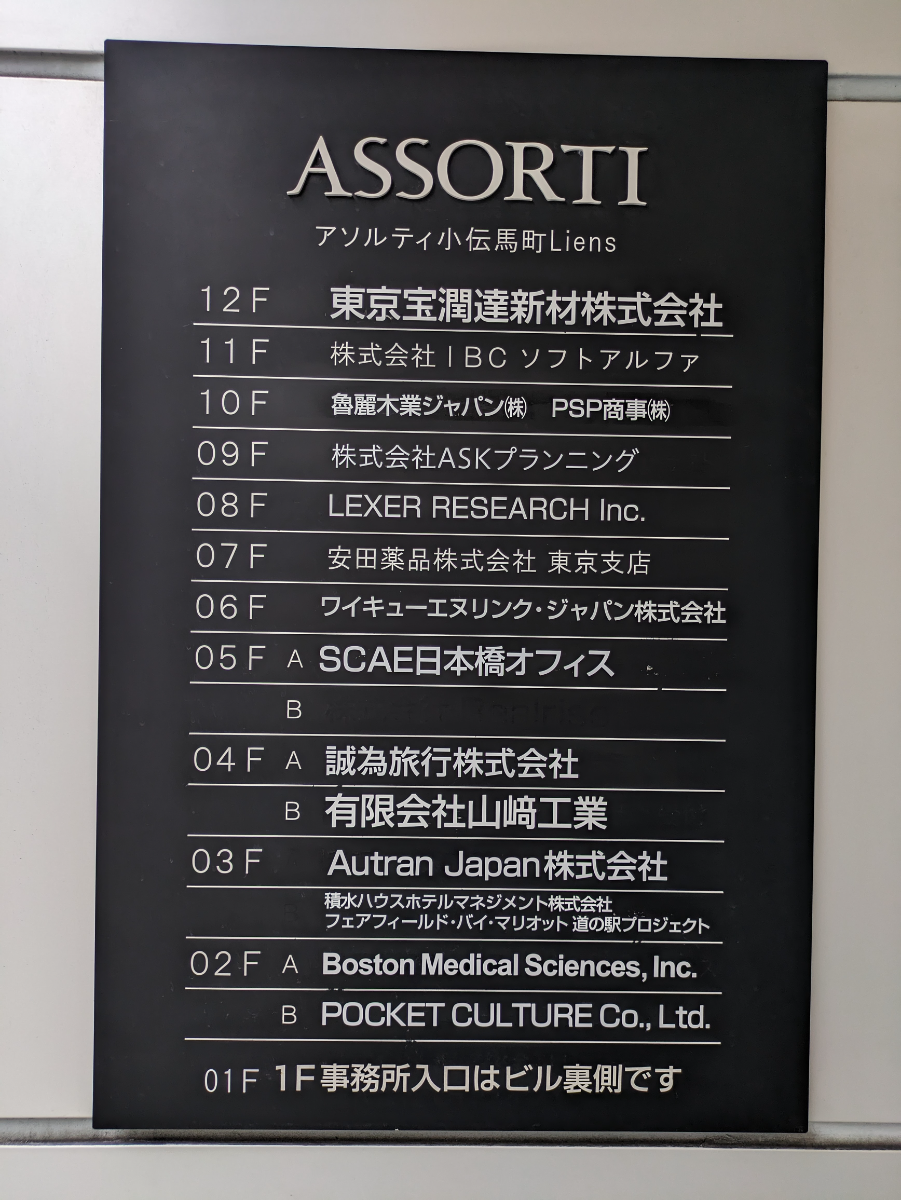 ASSORTI
アソルティ小伝馬町Liens
12F 東京宝潤達新材株式会社
11F 株式会社IBCソフトアルファ
10F 魯麗木業ジャパン㈱ PSP商事㈱
09F 株式会社ASKプランニング
08F LEXER RESEARCH Inc.
07F 安田薬品株式会社 東京支店
06F ワイキューエヌリンク・ジャパン株式会社
05F A SCAE日本橋オフィス
B
04F A 誠為旅行株式会社
B 有限会社山﨑工業
03F Autran Japan株式会社
積水ハウスホテルマネジメント株式会社
フェアフィールド・バイ・マリオット 道の駅プロジェクト
02F A Boston Medical Sciences, Inc.
B POCKET CULTURE Co., Ltd.
01F 1F事務所入口はビル裏側です